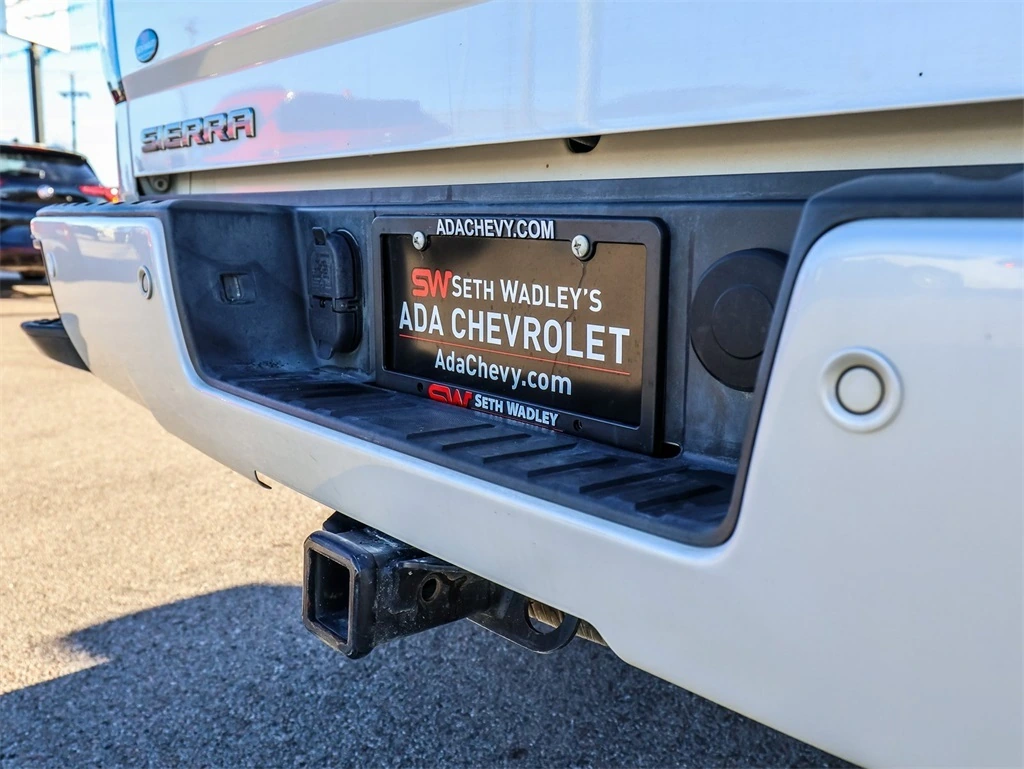 SIERRA
ADACHEVY.COM
SW SETH WADLEY'S
ADA CHEVROLET
AdaChevy.com
SW SETH WADLEY